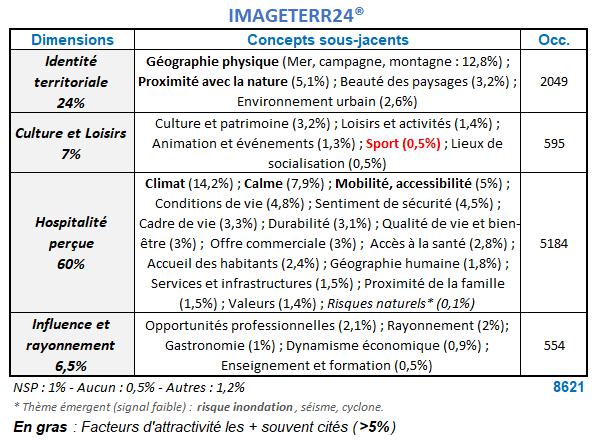 IMAGETERR24®
Dimensions Concepts sous-jacents Occ.
Identité
territoriale
24%
Géographie physique (Mer, campagne, montagne : 12,8%) ;
Proximité avec la nature (5,1%) ; Beauté des paysages (3,2%) ;
Environnement urbain (2,6%)
2049
Culture et Loisirs
7%
Culture et patrimoine (3,2%) ; Loisirs et activités (1,4%) ;
Animation et événements (1,3%) ; Sport (0,5%) ; Lieux de
socialisation (0,5%)
595
Hospitalité
perçue
60%
Climat (14,2%) ; Calme (7,9%) ; Mobilité, accessibilité (5%) ;
Conditions de vie (4,8%) ; Sentiment de sécurité (4,5%) ;
Cadre de vie (3,3%) ; Durabilité (3,1%) ; Qualité de vie et bien-
être (3%) ; Offre commerciale (3%) ; Accès à la santé (2,8%) ;
Accueil des habitants (2,4%) ; Géographie humaine (1,8%) ;
Services et infrastructures (1,5%) ; Proximité de la famille
(1,5%) ; Valeurs (1,4%) ; Risques naturels* (0,1%)
5184
Influence et
rayonnement
6,5%
Opportunités professionnelles (2,1%) ; Rayonnement (2%);
Gastronomie (1%) ; Dynamisme économique (0,9%) ;
Enseignement et formation (0,5%)
554
NSP : 1% - Aucun : 0,5% - Autres : 1,2% 8621
* Thème émergent (signal faible) : risque inondation , séisme, cyclone.
En gras : Facteurs d'attractivité les + souvent cités (>5%)